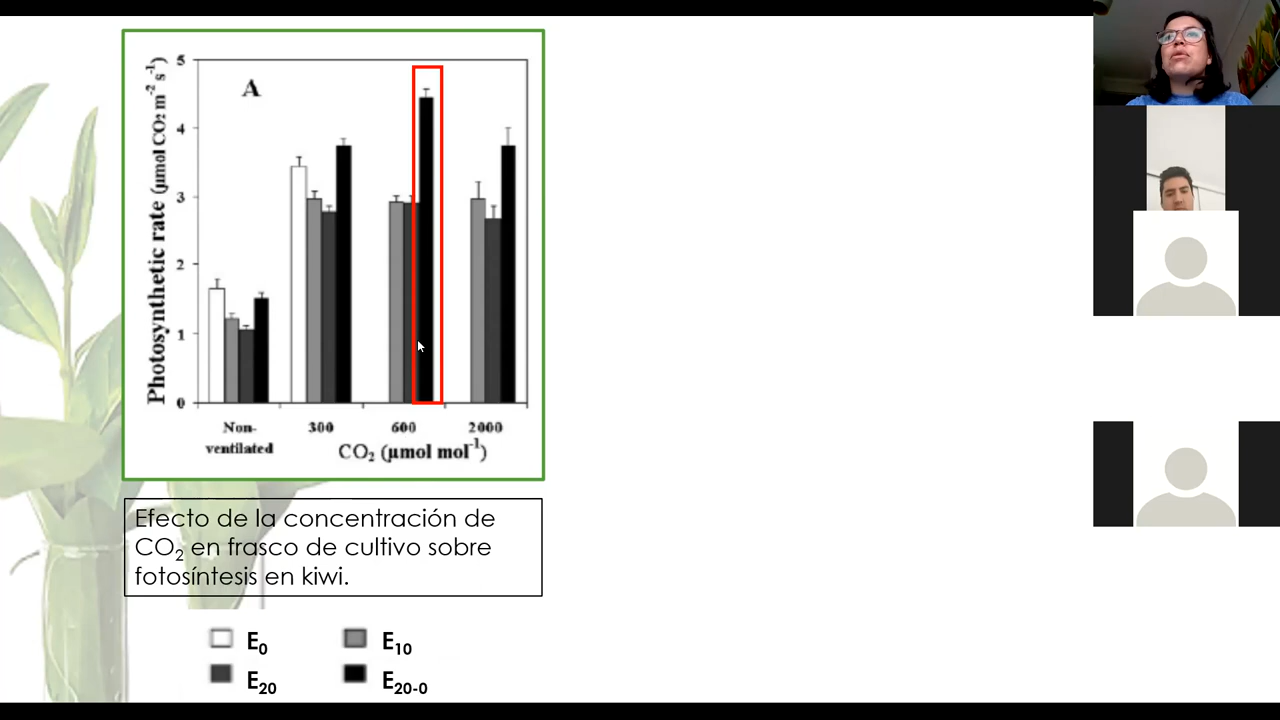 A
Photosynthetic rate (µmol CO₂ m⁻² s⁻¹)
5
4
3
2
1
0
Non-ventilated
300
600
2000
CO₂ (µmol mol⁻¹)
Efecto de la concentración de
CO₂ en frasco de cultivo sobre
fotosíntesis en kiwi.
E₀
E₁₀
E₂₀
E₂₀₋₀